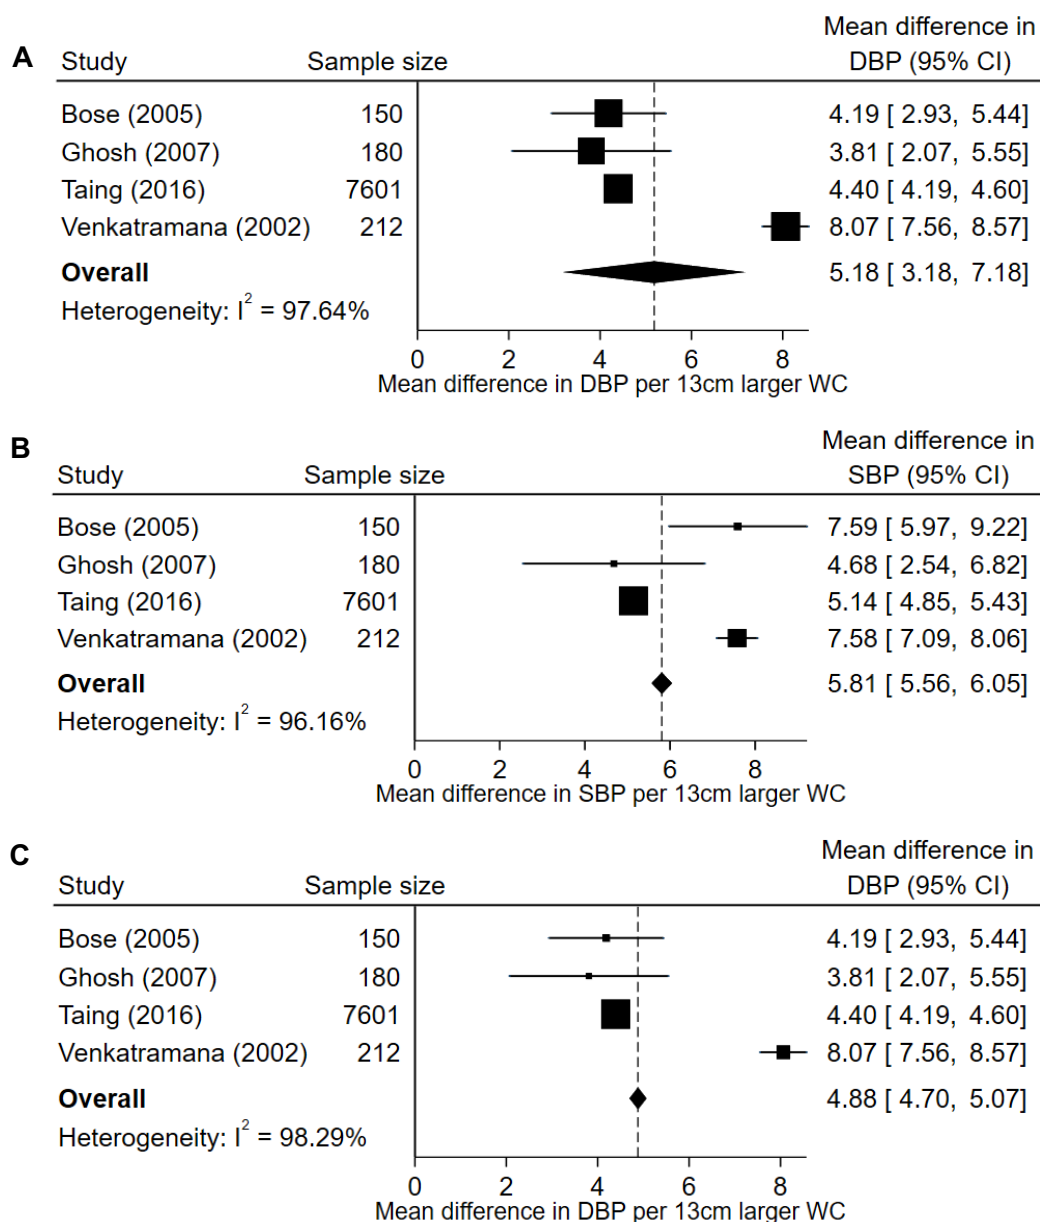 A
Mean difference in
Study Sample size DBP (95% CI)
Bose (2005) 150 4.19 [ 2.93, 5.44]
Ghosh (2007) 180 3.81 [ 2.07, 5.55]
Taing (2016) 7601 4.40 [ 4.19, 4.60]
Venkatramana (2002) 212 8.07 [ 7.56, 8.57]
Overall 5.18 [ 3.18, 7.18]
Heterogeneity: I² = 97.64%
0 2 4 6 8
Mean difference in DBP per 13cm larger WC
B
Mean difference in
Study Sample size SBP (95% CI)
Bose (2005) 150 7.59 [ 5.97, 9.22]
Ghosh (2007) 180 4.68 [ 2.54, 6.82]
Taing (2016) 7601 5.14 [ 4.85, 5.43]
Venkatramana (2002) 212 7.58 [ 7.09, 8.06]
Overall 5.81 [ 5.56, 6.05]
Heterogeneity: I² = 96.16%
0 2 4 6 8
Mean difference in SBP per 13cm larger WC
C
Mean difference in
Study Sample size DBP (95% CI)
Bose (2005) 150 4.19 [ 2.93, 5.44]
Ghosh (2007) 180 3.81 [ 2.07, 5.55]
Taing (2016) 7601 4.40 [ 4.19, 4.60]
Venkatramana (2002) 212 8.07 [ 7.56, 8.57]
Overall 4.88 [ 4.70, 5.07]
Heterogeneity: I² = 98.29%
0 2 4 6 8
Mean difference in DBP per 13cm larger WC